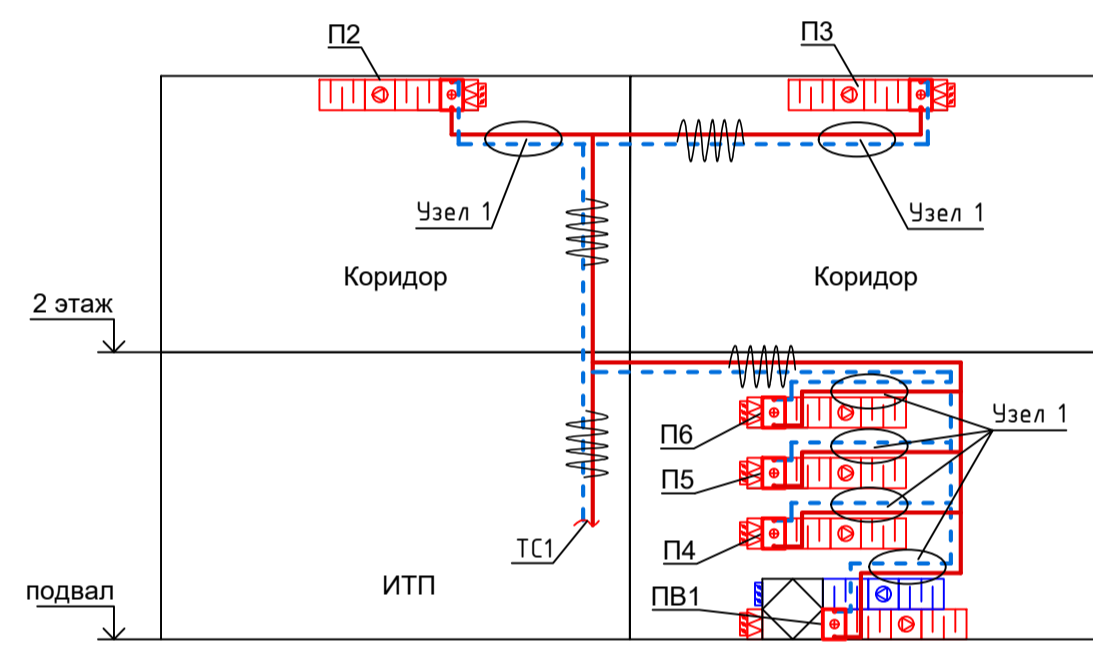 П2
П3
Узел 1
Узел 1
Коридор
Коридор
2 этаж
Узел 1
П6
П5
П4
ТС1
ИТП
подвал
ПВ1